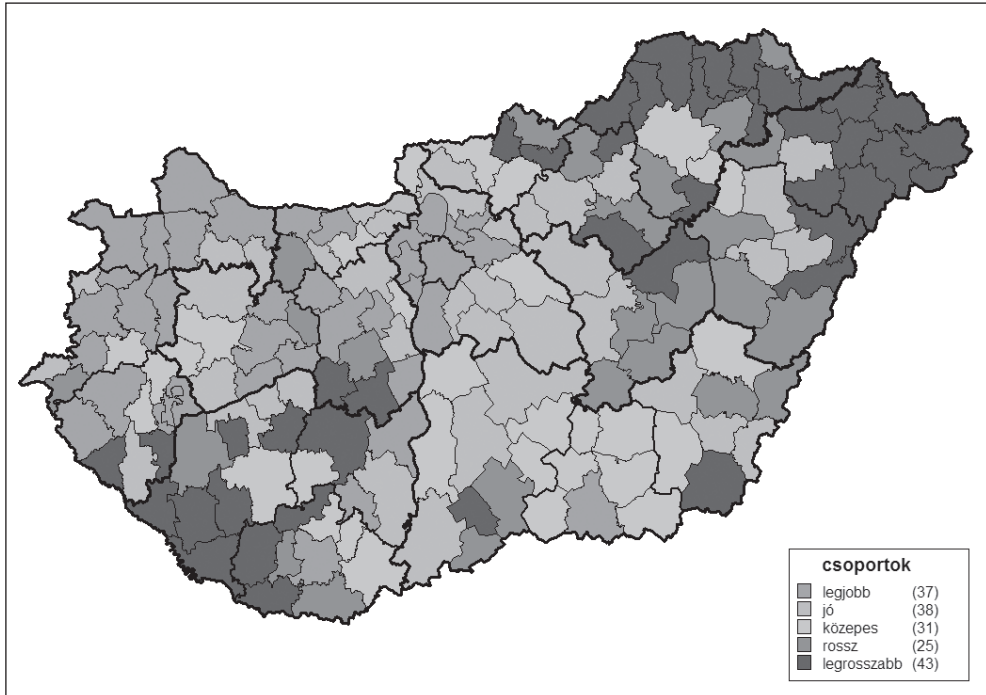 csoportok
legjobb (37)
jó (38)
közepes (31)
rossz (25)
legrosszabb (43)